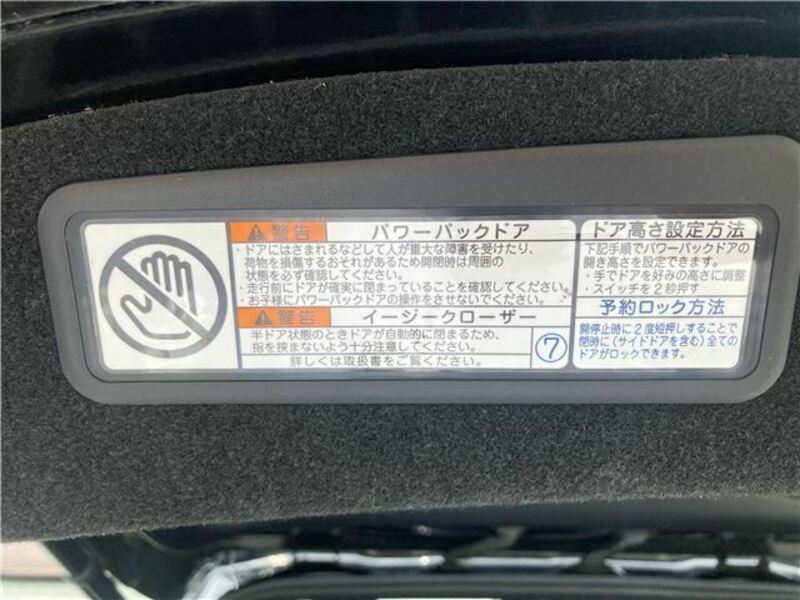 警告 パワーバックドア
・ドアにはさまれるなどして人が重大な障害を受けたり、
荷物を損傷するおそれがあるため開閉時は周囲の
状態を必ず確認してください。
・走行前にドアが確実に閉まっていることを確認してください。
・お子様にパワーバックドアの操作をさせないでください。
警告 イージークローザー
半ドア状態のときドアが自動的に閉まるため、
指を挟まないよう十分注意してください。
詳しくは取扱書をご覧ください。
⑦
ドア高さ設定方法
下記手順でパワーバックドアの
開き高さを設定できます。
・手でドアを好みの高さに調整
・スイッチを2秒押す
予約ロック方法
開停止時に2度短押しすることで
閉時に(サイドドアを含む)全ての
ドアがロックできます。